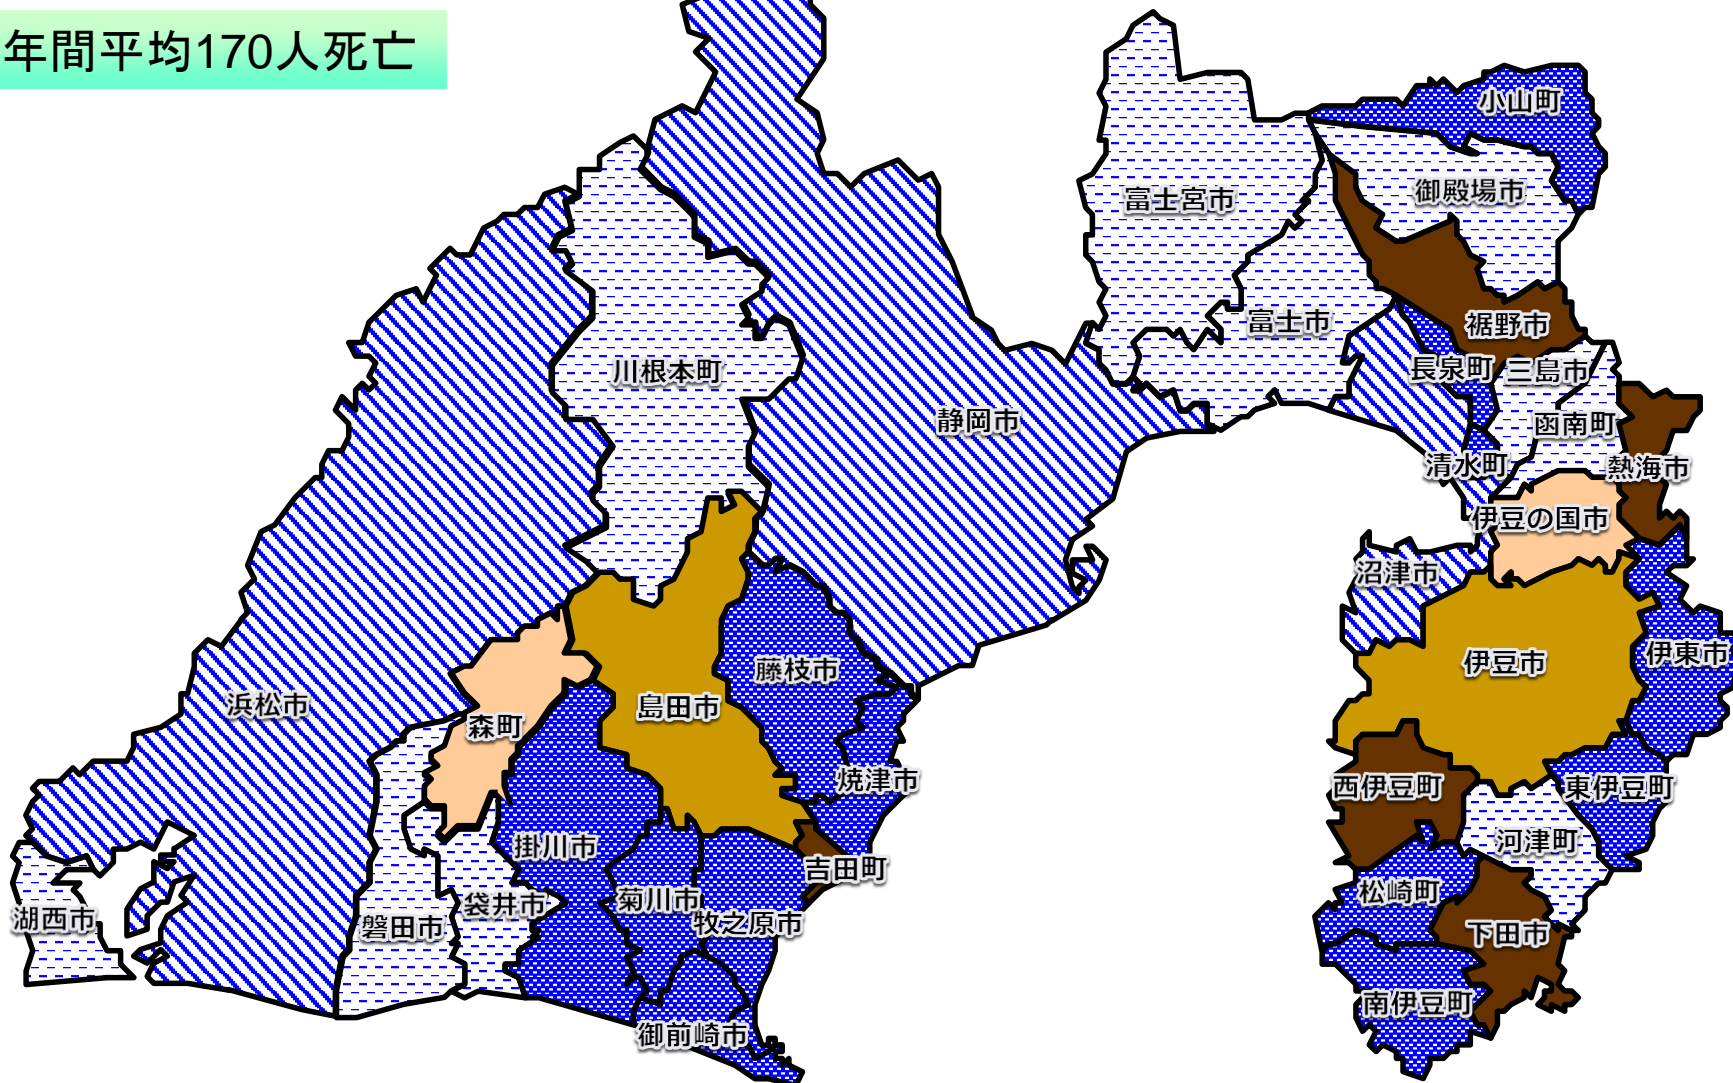 年間平均170人死亡
小山町
御殿場市
富士宮市
裾野市
富士市
長泉町
三島市
川根本町
静岡市
函南町
清水町
熱海市
伊豆の国市
沼津市
伊豆市
伊東市
藤枝市
浜松市
島田市
森町
焼津市
西伊豆町
東伊豆町
河津町
掛川市
吉田町
松崎町
菊川市
袋井市
湖西市
磐田市
牧之原市
下田市
南伊豆町
御前崎市